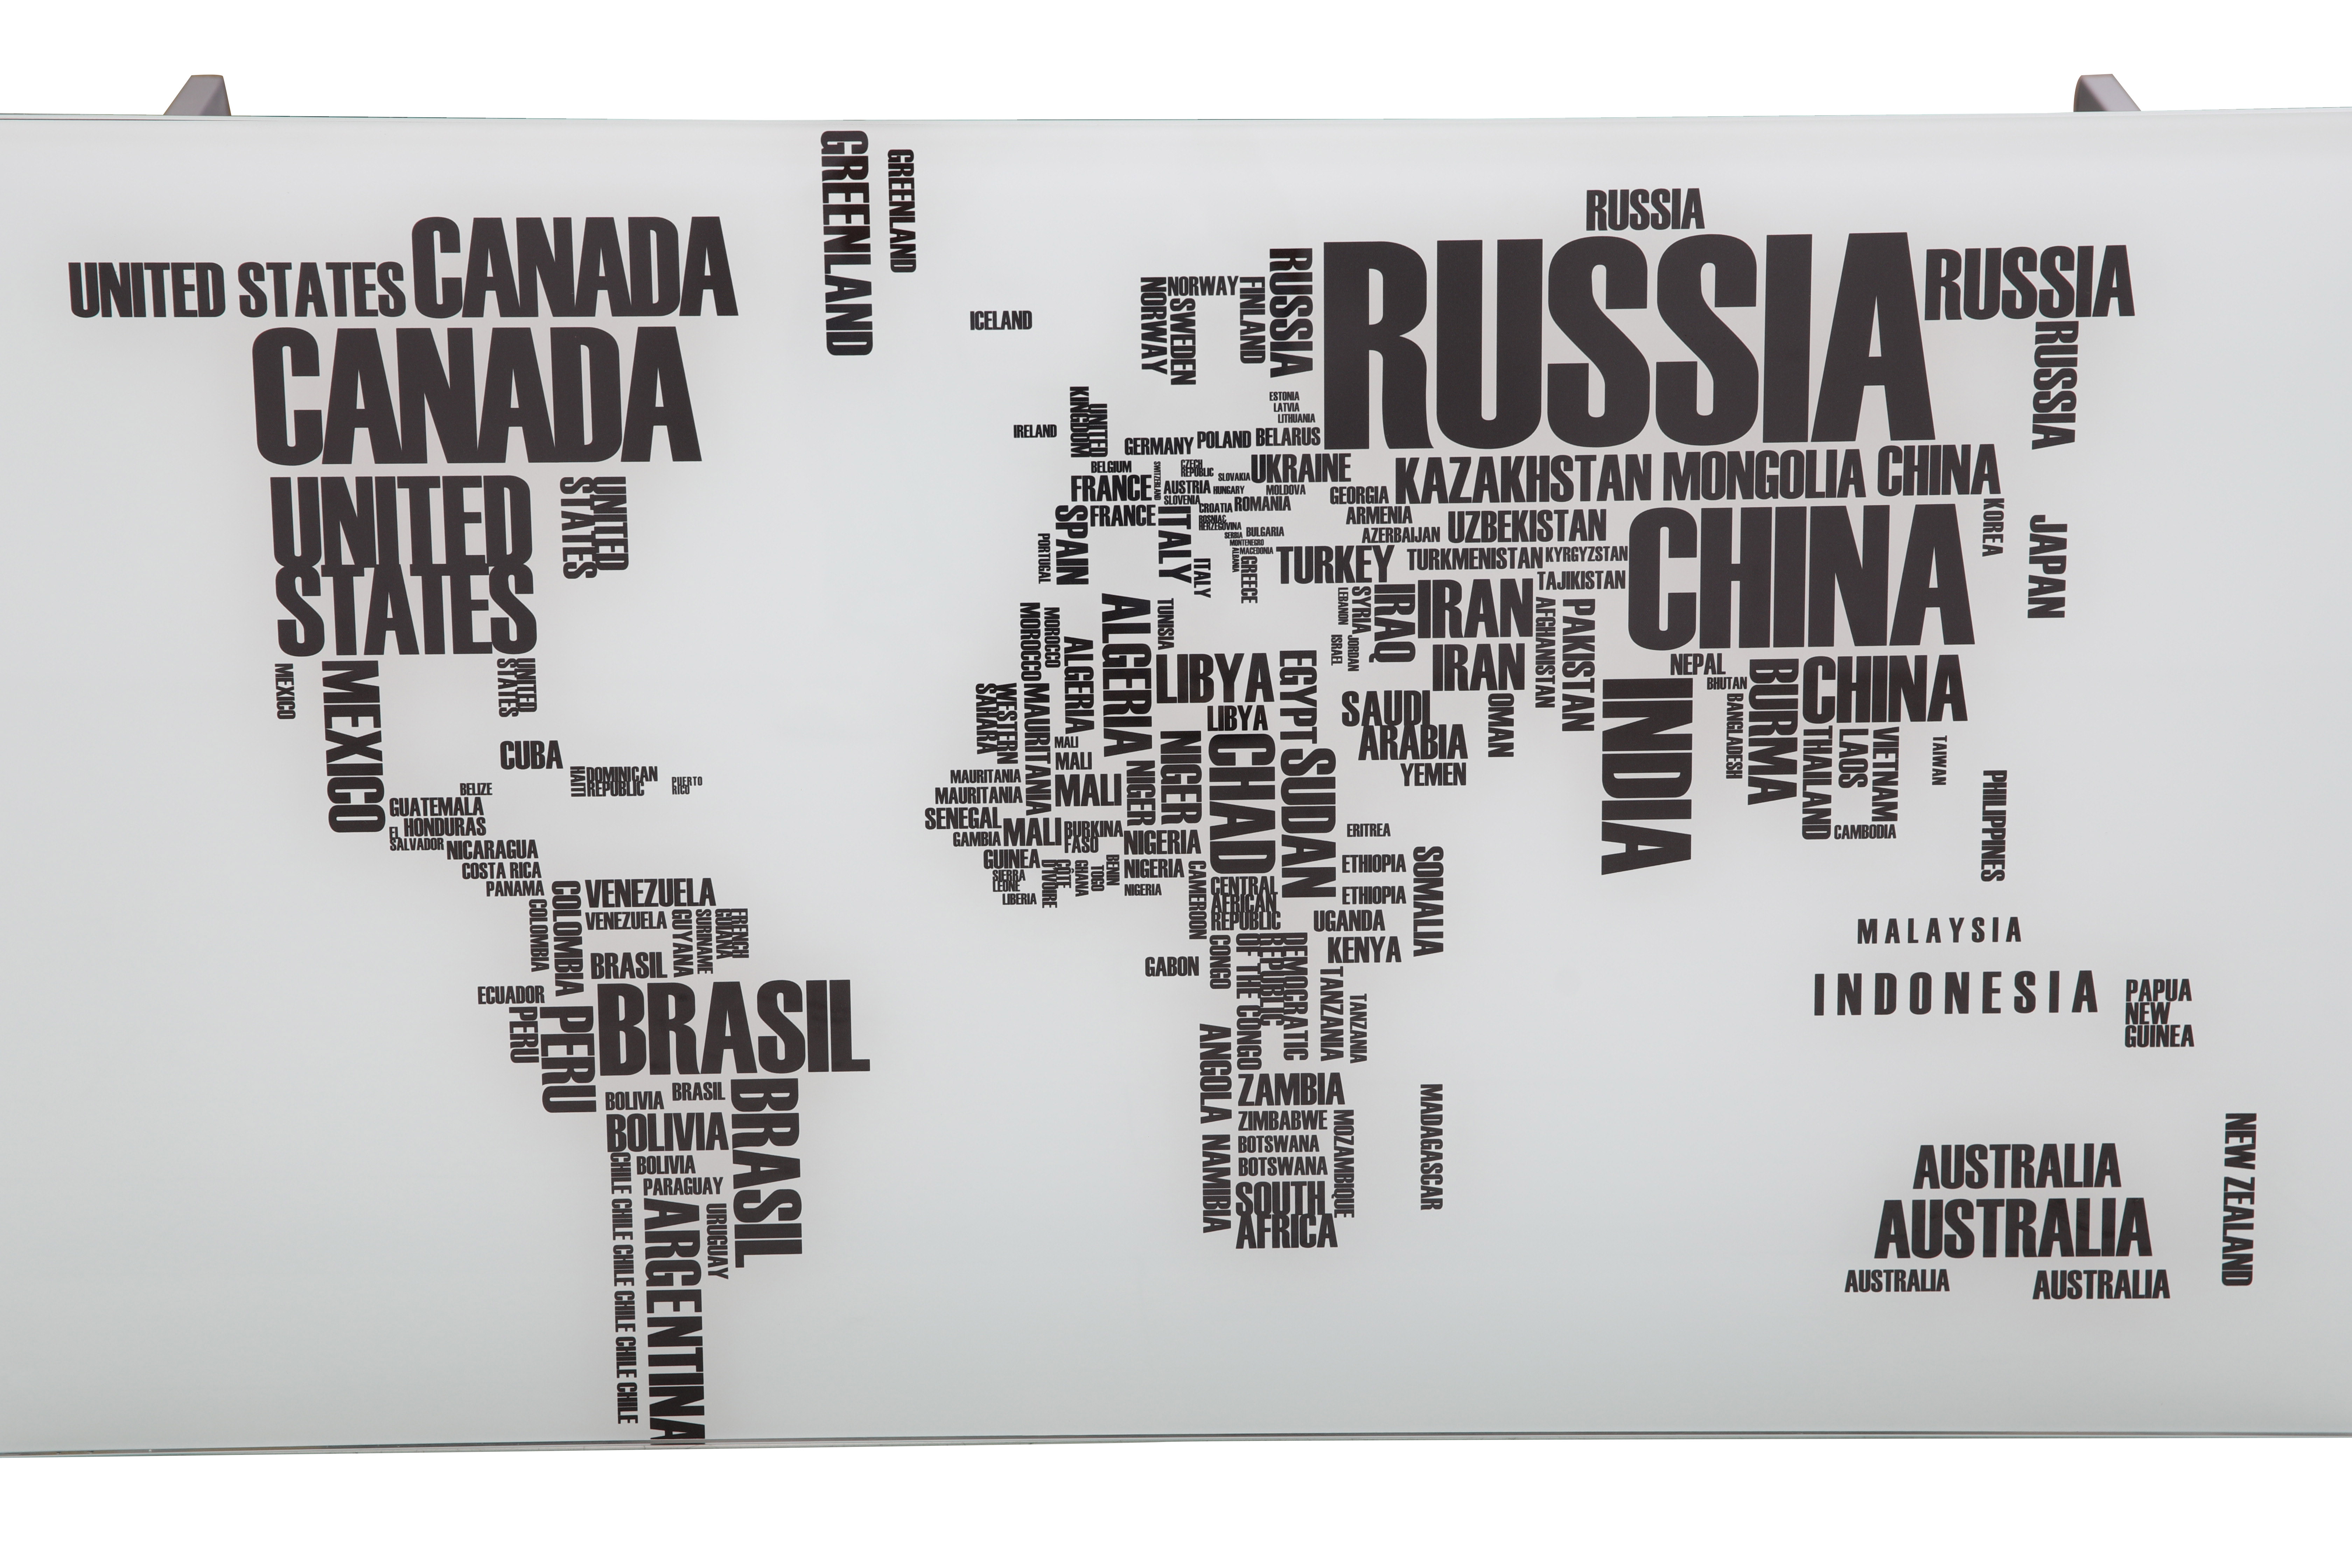 GREENLAND
GREENLAND
UNITED STATES
CANADA
CANADA
UNITED
STATES
UNITED
STATES
MEXICO
MEXICO
UNITED
STATES
CUBA
HAITI
DOMINICAN
REPUBLIC
PUERTO
RICO
BELIZE
GUATEMALA
HONDURAS
EL
SALVADOR
NICARAGUA
COSTA RICA
PANAMA
COLOMBIA
COLOMBIA
VENEZUELA
VENEZUELA
GUYANA
SURINAME
FRENCH
GUIANA
BRASIL
ECUADOR
PERU
PERU
BRASIL
BOLIVIA
BRASIL
BRASIL
BOLIVIA
BOLIVIA
PARAGUAY
CHILE CHILE CHILE CHILE CHILE CHILE
ARGENTINA
URUGUAY
ICELAND
NORWAY
NORWAY
SWEDEN
FINLAND
RUSSIA
RUSSIA
RUSSIA
RUSSIA
RUSSIA
ESTONIA
LATVIA
LITHUANIA
IRELAND
UNITED
KINGDOM
GERMANY
POLAND
BELARUS
BELGIUM
SWITZERLAND
CZECH
REPUBLIC
SLOVAKIA
UKRAINE
FRANCE
AUSTRIA
HUNGARY
MOLDOVA
SLOVENIA
CROATIA
ROMANIA
FRANCE
SPAIN
PORTUGAL
ITALY
ITALY
BOSNIA &
HERZEGOVINA
SERBIA
BULGARIA
MONTENEGRO
MACEDONIA
ALBANIA
GREECE
GEORGIA
ARMENIA
AZERBAIJAN
KAZAKHSTAN
MONGOLIA
CHINA
UZBEKISTAN
TURKEY
TURKMENISTAN
KYRGYZSTAN
TAJIKISTAN
CHINA
KOREA
JAPAN
LEBANON
SYRIA
IRAQ
IRAN
IRAN
AFGHANISTAN
PAKISTAN
ISRAEL
JORDAN
SAUDI
ARABIA
OMAN
YEMEN
NEPAL
BHUTAN
INDIA
BANGLADESH
BURMA
CHINA
THAILAND
LAOS
VIETNAM
CAMBODIA
TAIWAN
PHILIPPINES
MOROCCO
MOROCCO
ALGERIA
ALGERIA
TUNISIA
LIBYA
LIBYA
EGYPT
WESTERN
SAHARA
MAURITANIA
MAURITANIA
MAURITANIA
MALI
MALI
MALI
MALI
NIGER
NIGER
CHAD
SUDAN
SENEGAL
GAMBIA
GUINEA
SIERRA
LEONE
LIBERIA
CÔTE
D'IVOIRE
BURKINA
FASO
GHANA
TOGO
BENIN
NIGERIA
NIGERIA
NIGERIA
CAMEROON
CENTRAL
AFRICAN
REPUBLIC
ERITREA
ETHIOPIA
ETHIOPIA
SOMALIA
UGANDA
KENYA
GABON
CONGO
DEMOCRATIC
REPUBLIC
OF THE CONGO
TANZANIA
TANZANIA
ANGOLA
ZAMBIA
ZIMBABWE
MOZAMBIQUE
BOTSWANA
BOTSWANA
NAMIBIA
SOUTH
AFRICA
MADAGASCAR
MALAYSIA
INDONESIA
PAPUA
NEW
GUINEA
AUSTRALIA
AUSTRALIA
AUSTRALIA
AUSTRALIA
NEW ZEALAND